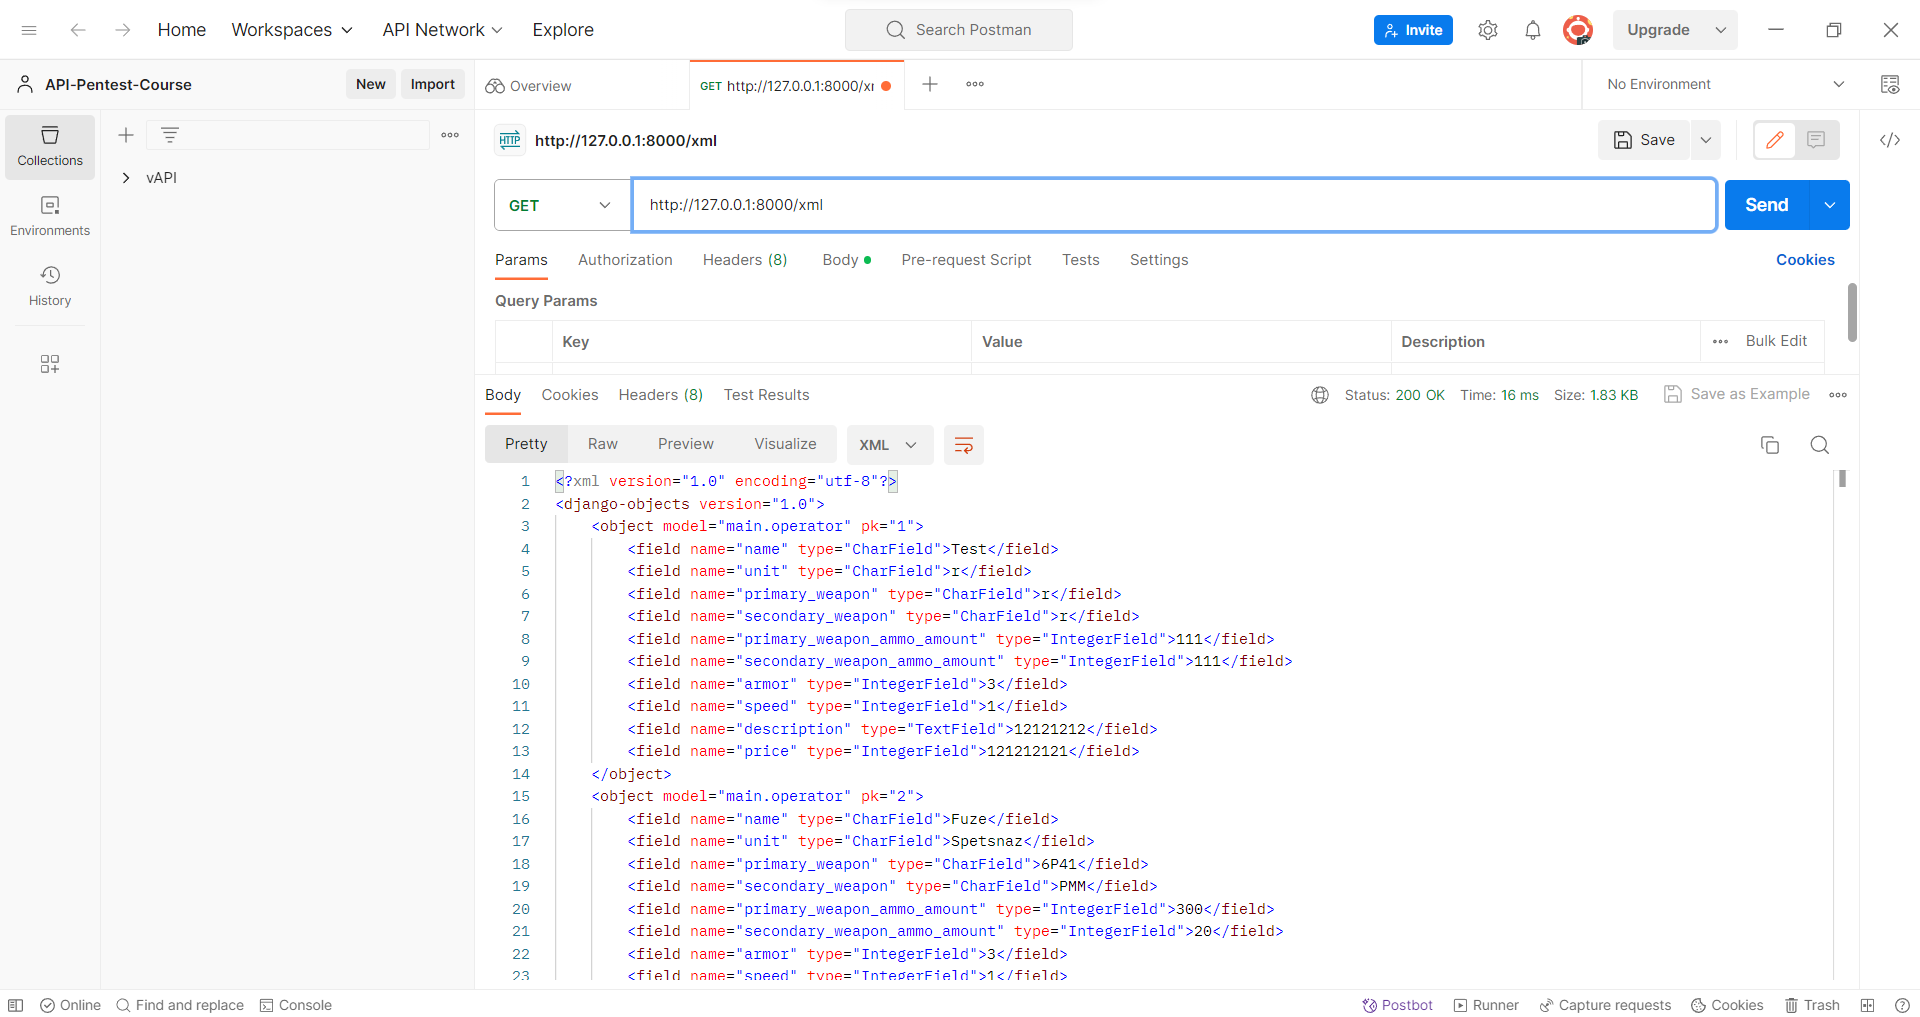 Home Workspaces API Network Explore Search Postman Invite Upgrade
API-Pentest-Course New Import Overview GET http://127.0.0.1:8000/xr No Environment
HTTP http://127.0.0.1:8000/xml Save
Collections
vAPI
GET http://127.0.0.1:8000/xml Send
Environments
Params Authorization Headers (8) Body Pre-request Script Tests Settings Cookies
History
Query Params
Key Value Description Bulk Edit
Body Cookies Headers (8) Test Results Status: 200 OK Time: 16 ms Size: 1.83 KB Save as Example
Pretty Raw Preview Visualize XML
1 <?xml version="1.0" encoding="utf-8"?>
2 <django-objects version="1.0">
3 <object model="main.operator" pk="1">
4 <field name="name" type="CharField">Test</field>
5 <field name="unit" type="CharField">r</field>
6 <field name="primary_weapon" type="CharField">r</field>
7 <field name="secondary_weapon" type="CharField">r</field>
8 <field name="primary_weapon_ammo_amount" type="IntegerField">111</field>
9 <field name="secondary_weapon_ammo_amount" type="IntegerField">111</field>
10 <field name="armor" type="IntegerField">3</field>
11 <field name="speed" type="IntegerField">1</field>
12 <field name="description" type="TextField">12121212</field>
13 <field name="price" type="IntegerField">121212121</field>
14 </object>
15 <object model="main.operator" pk="2">
16 <field name="name" type="CharField">Fuze</field>
17 <field name="unit" type="CharField">Spetsnaz</field>
18 <field name="primary_weapon" type="CharField">6P41</field>
19 <field name="secondary_weapon" type="CharField">PMM</field>
20 <field name="primary_weapon_ammo_amount" type="IntegerField">300</field>
21 <field name="secondary_weapon_ammo_amount" type="IntegerField">20</field>
22 <field name="armor" type="IntegerField">3</field>
23 <field name="speed" type="IntegerField">1</field>
Online Find and replace Console Postbot Runner Capture requests Cookies Trash